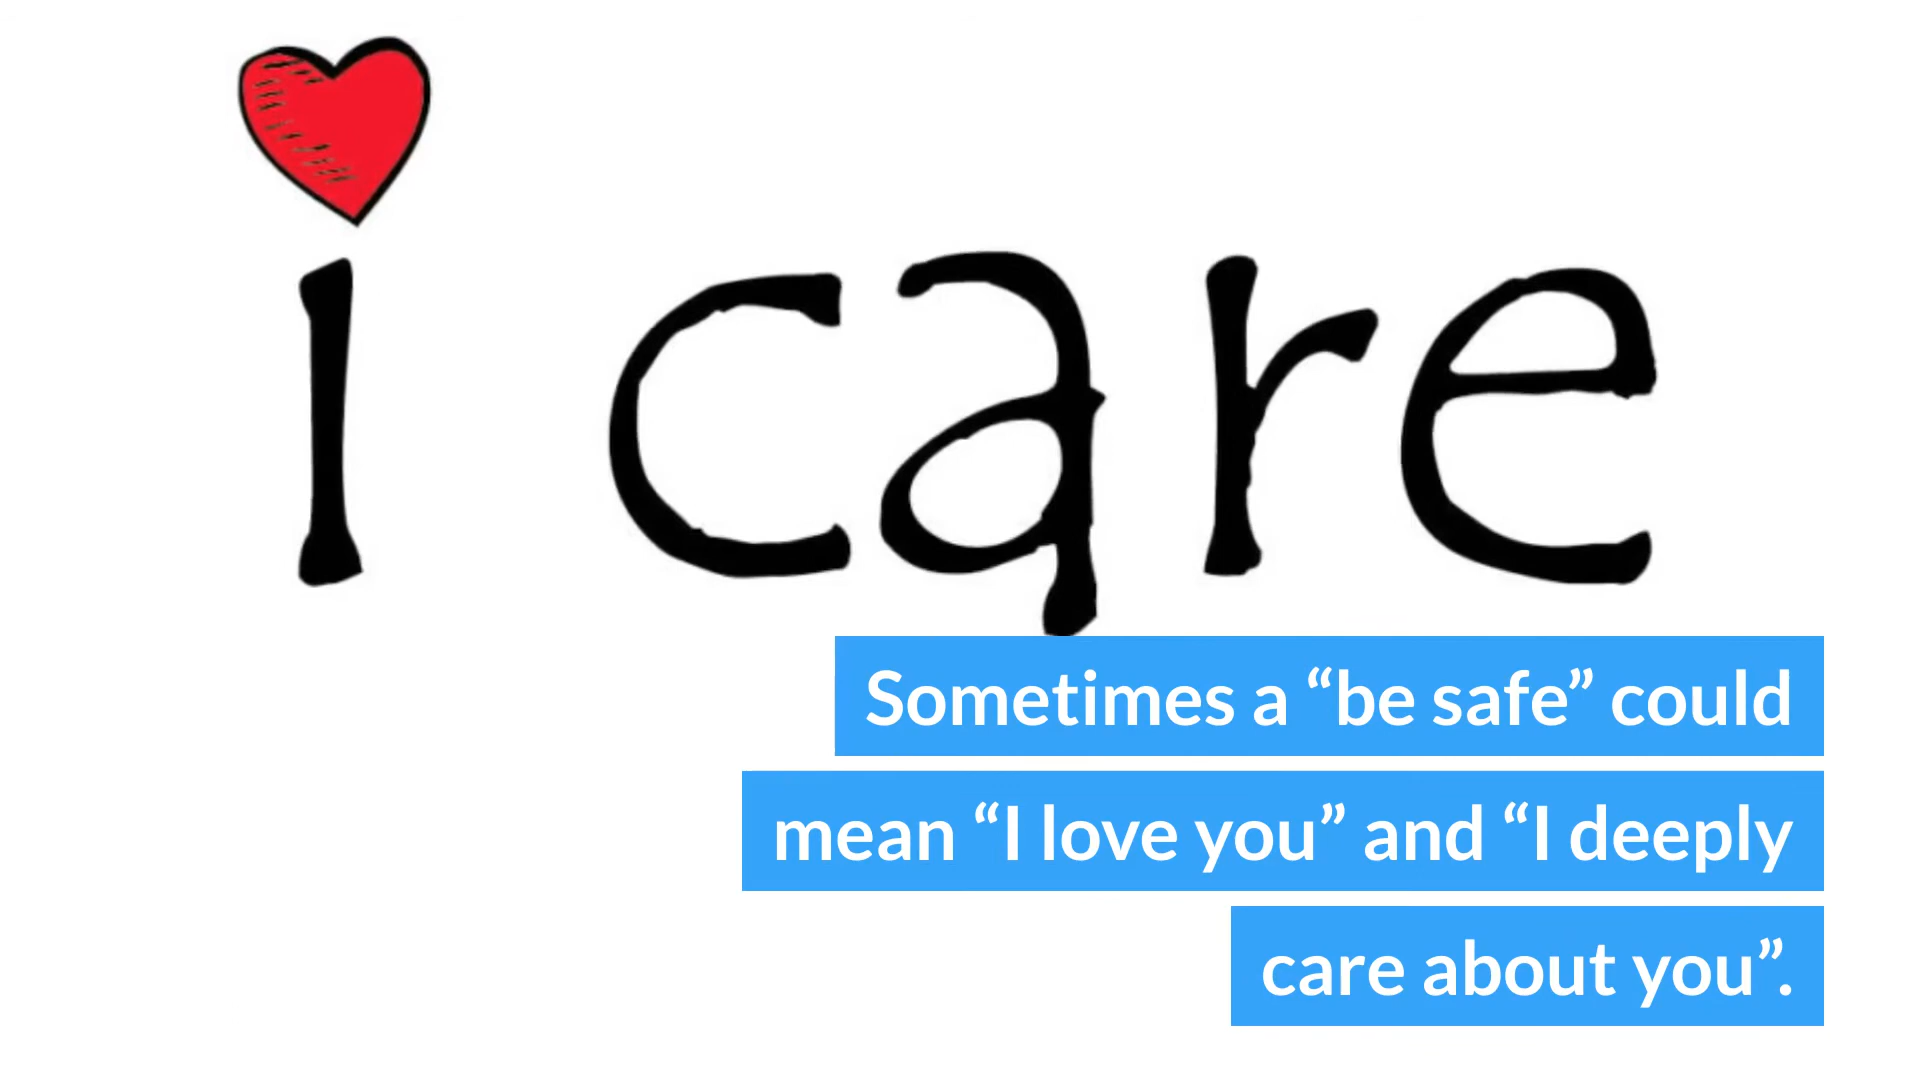 i care
Sometimes a “be safe” could
mean “I love you” and “I deeply
care about you”.